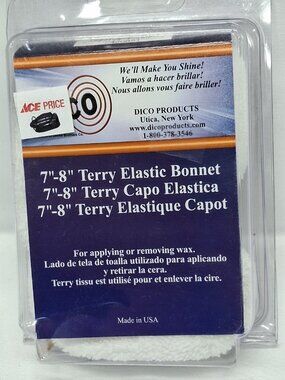 We'll Make You Shine!
Vamos a hacer brillar!
Nous allons vous faire briller!
ACE PRICE
CO
DICO PRODUCTS
Utica, New York
www.dicoproducts.com
1-800-378-3546
7"-8" Terry Elastic Bonnet
7"-8" Terry Capo Elastica
7"-8" Terry Elastique Capot
For applying or removing wax.
Lado de tela de toalla utilizado para aplicando
y retirar la cera.
Terry tissu est utilisé pour et enlever la cire.
Made in USA